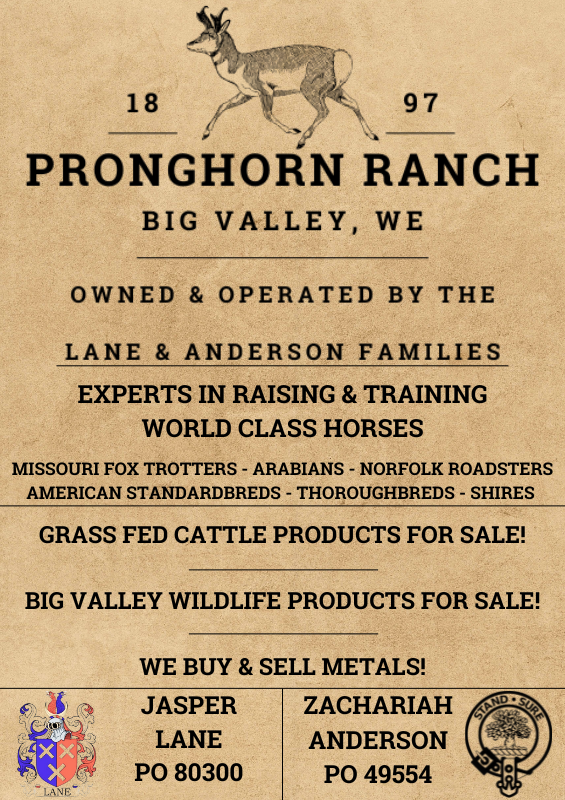 18 97
PRONGHORN RANCH
BIG VALLEY, WE
OWNED & OPERATED BY THE
LANE & ANDERSON FAMILIES
EXPERTS IN RAISING & TRAINING
WORLD CLASS HORSES
MISSOURI FOX TROTTERS - ARABIANS - NORFOLK ROADSTERS
AMERICAN STANDARDBREDS - THOROUGHBREDS - SHIRES
GRASS FED CATTLE PRODUCTS FOR SALE!
BIG VALLEY WILDLIFE PRODUCTS FOR SALE!
WE BUY & SELL METALS!
LANE
JASPER
LANE
PO 80300
ZACHARIAH
ANDERSON
PO 49554
STAND • SURE